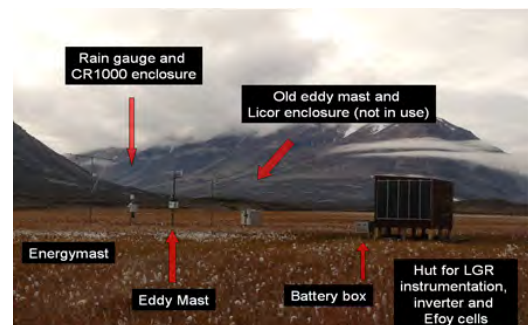 Rain gauge and
CR1000 enclosure
Old eddy mast and
Licor enclosure (not in use)
Energymast
Eddy Mast
Battery box
Hut for LGR
instrumentation,
inverter and
Efoy cells